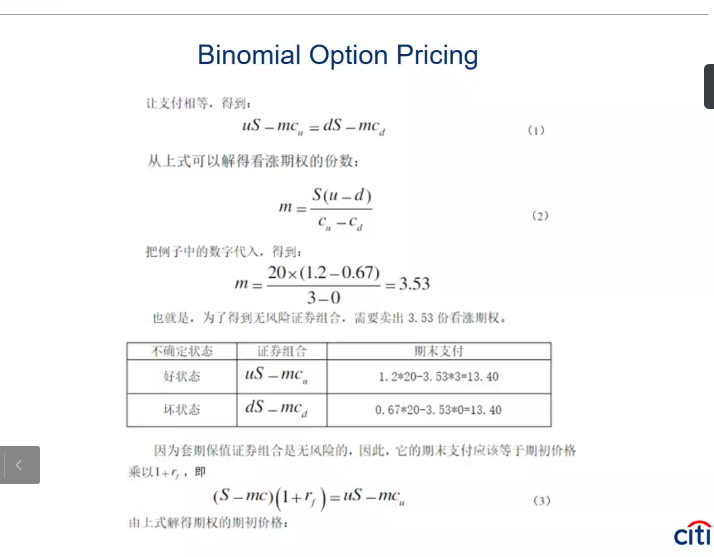 Binomial Option Pricing
让支付相等，得到：
uS – mc_u = dS – mc_d （1）
从上式可以解得看涨期权的份数：
m = S(u – d) / (c_u – c_d) （2）
把例子中的数字代入，得到：
m = 20×(1.2–0.67) / (3–0) = 3.53
也就是，为了得到无风险证券组合，需要卖出 3.53 份看涨期权。
不确定状态 证券组合 期末支付
好状态 uS – mc_u 1.2*20-3.53*3=13.40
坏状态 dS – mc_d 0.67*20-3.53*0=13.40
因为套期保值证券组合是无风险的，因此，它的期末支付应该等于期初价格
乘以1+r_f，即
(S – mc)(1+r_f) = uS – mc_u （3）
由上式解得期权的期初价格：
citi